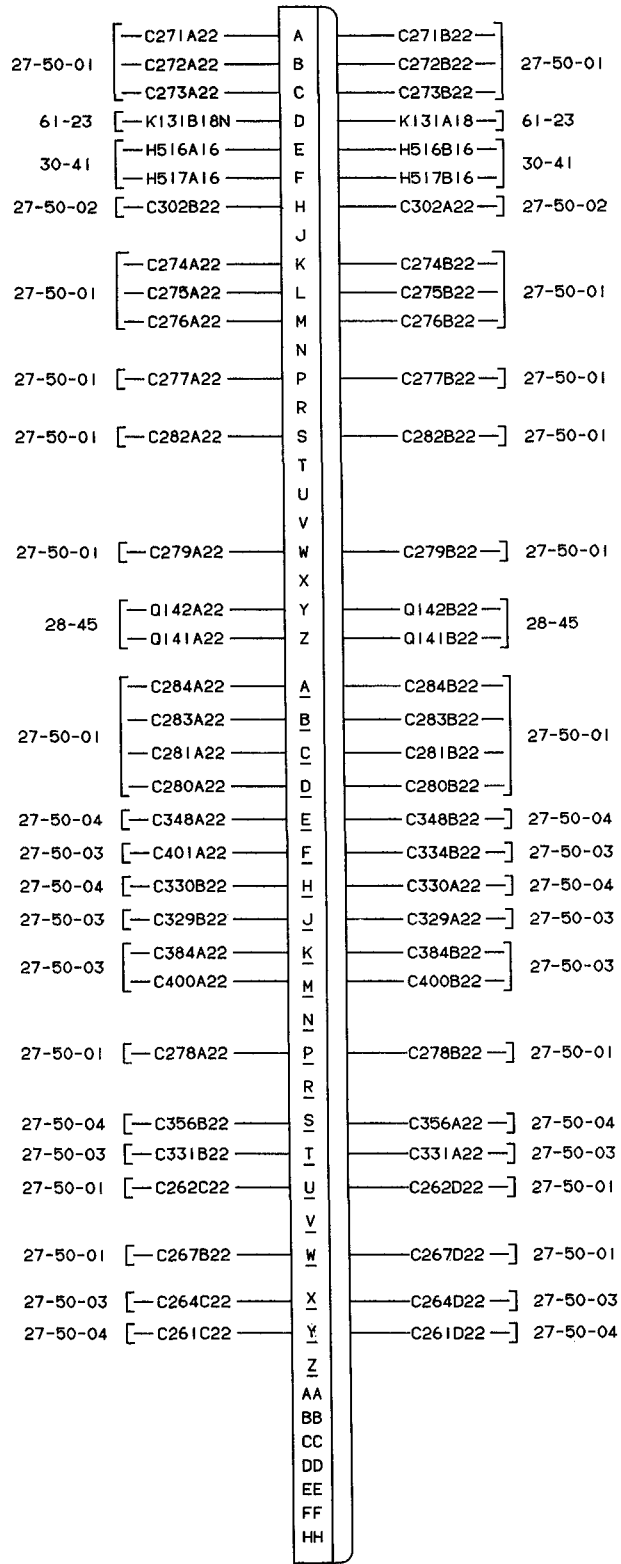 C271A22 A C271B22
27-50-01 C272A22 B C272B22 27-50-01
C273A22 C C273B22
61-23 K131B18N D K131A18 61-23
H516A16 E H516B16
30-41 30-41
H517A16 F H517B16
27-50-02 C302B22 H C302A22 27-50-02
J
C274A22 K C274B22
27-50-01 C275A22 L C275B22 27-50-01
C276A22 M C276B22
N
27-50-01 C277A22 P C277B22 27-50-01
R
27-50-01 C282A22 S C282B22 27-50-01
T
U
V
27-50-01 C279A22 W C279B22 27-50-01
X
Q142A22 Y Q142B22
28-45 28-45
Q141A22 Z Q141B22
C284A22 A C284B22
C283A22 B C283B22
27-50-01 27-50-01
C281A22 C C281B22
C280A22 D C280B22
27-50-04 C348A22 E C348B22 27-50-04
27-50-03 C401A22 F C334B22 27-50-03
27-50-04 C330B22 H C330A22 27-50-04
27-50-03 C329B22 J C329A22 27-50-03
C384A22 K C384B22
27-50-03 27-50-03
C400A22 M C400B22
N
27-50-01 C278A22 P C278B22 27-50-01
R
27-50-04 C356B22 S C356A22 27-50-04
27-50-03 C331B22 T C331A22 27-50-03
27-50-01 C262C22 U C262D22 27-50-01
V
27-50-01 C267B22 W C267D22 27-50-01
27-50-03 C264C22 X C264D22 27-50-03
27-50-04 C261C22 Y C261D22 27-50-04
Z
AA
BB
CC
DD
EE
FF
HH